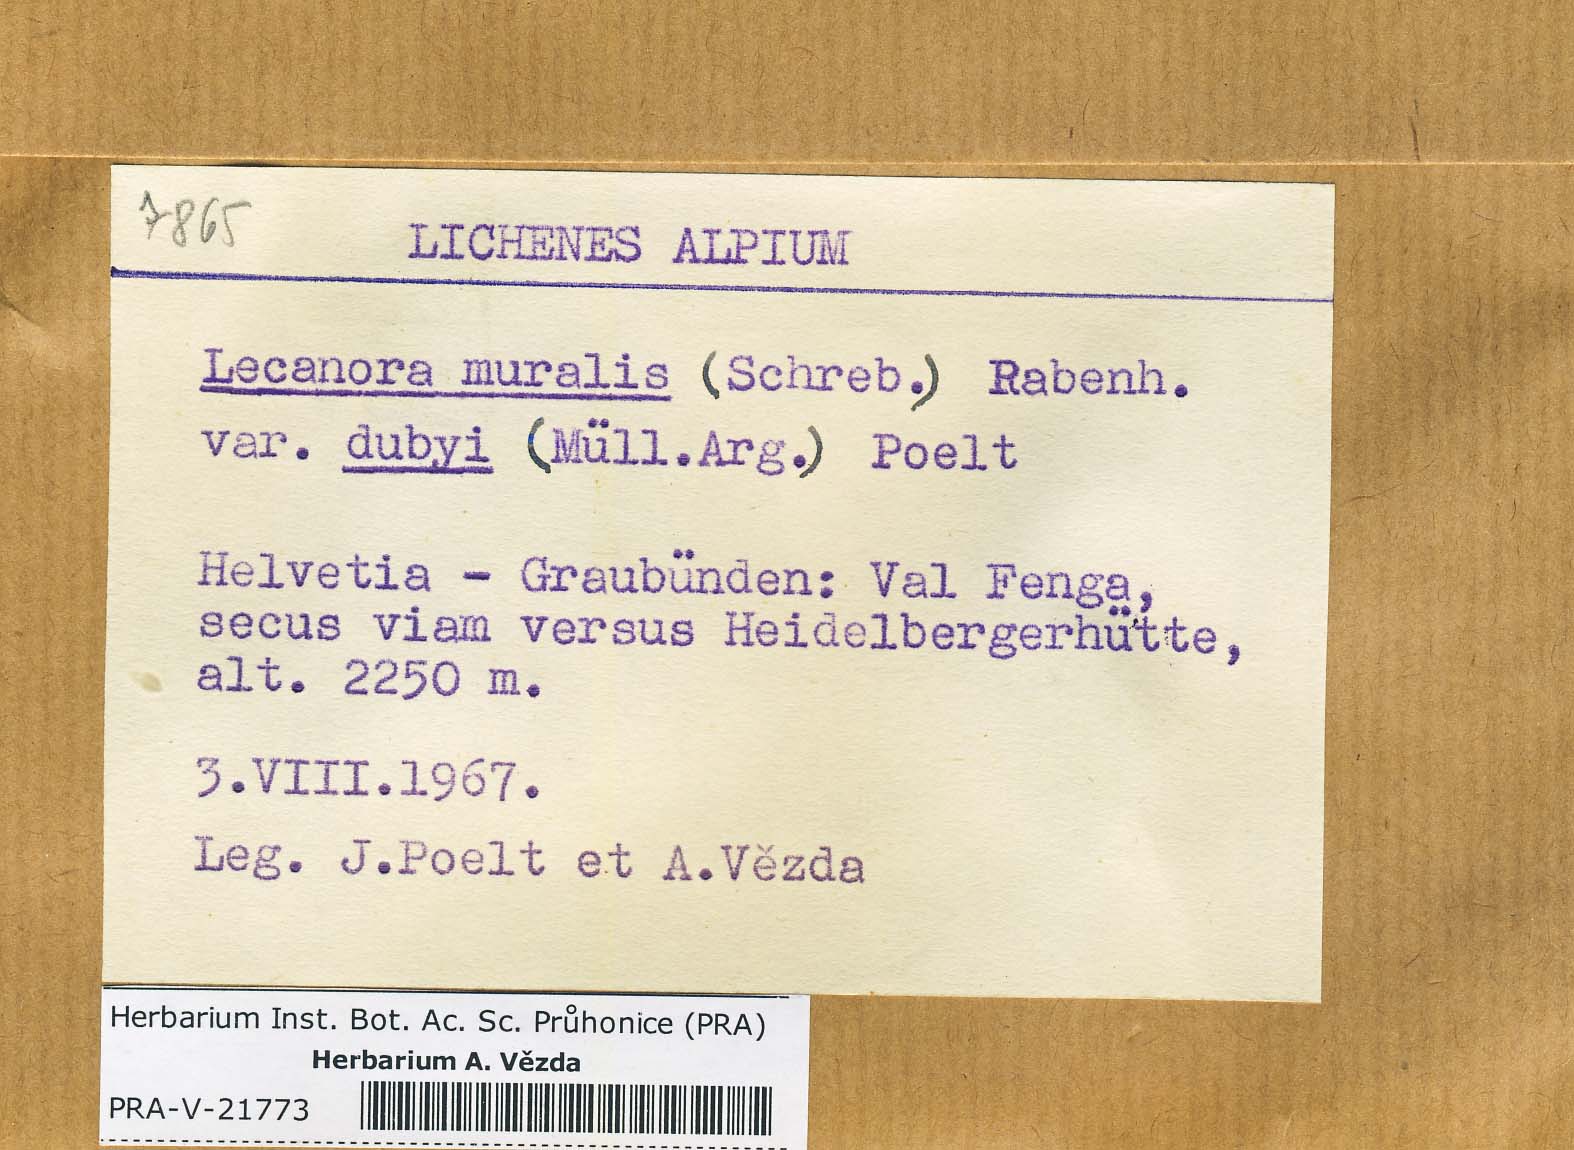 7865
LICHENES ALPIUM
Lecanora muralis (Schreb.) Rabenh.
var. dubyi (Müll.Arg.) Poelt
Helvetia - Graubünden: Val Fenga,
secus viam versus Heidelbergerhütte,
alt. 2250 m.
3.VIII.1967.
Leg. J.Poelt et A.Vězda
Herbarium Inst. Bot. Ac. Sc. Průhonice (PRA)
Herbarium A. Vězda
PRA-V-21773